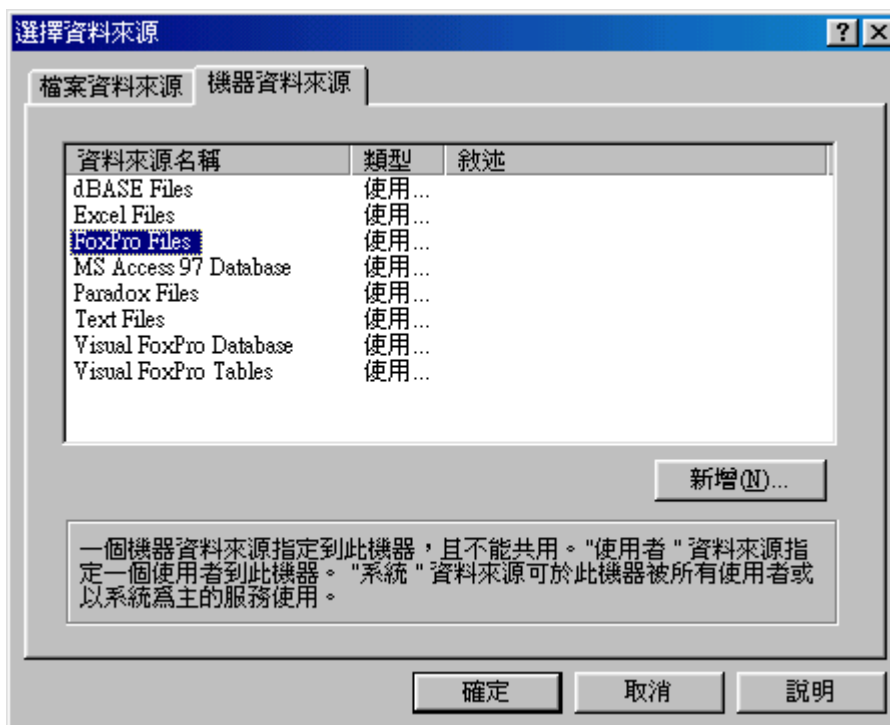 選擇資料來源
檔案資料來源 機器資料來源
資料來源名稱 類型 敘述
dBASE Files 使用...
Excel Files 使用...
FoxPro Files 使用...
MS Access 97 Database 使用...
Paradox Files 使用...
Text Files 使用...
Visual FoxPro Database 使用...
Visual FoxPro Tables 使用...
新增(N)...
一個機器資料來源指定到此機器，且不能共用。"使用者 " 資料來源指
定一個使用者到此機器。 "系統 " 資料來源可於此機器被所有使用者或
以系統為主的服務使用。
確定 取消 說明